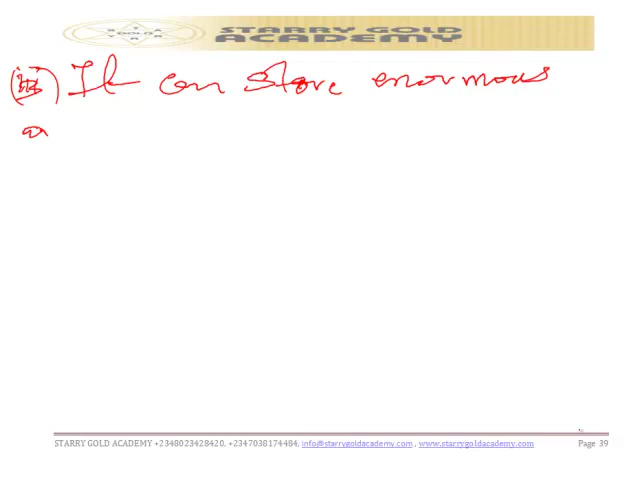 STARRY GOLD
ACADEMY
It can store enormous
a
STARRY GOLD ACADEMY +2348023428420, +2347038174484, info@starrygoldacademy.com , www.starrygoldacademy.com Page 39